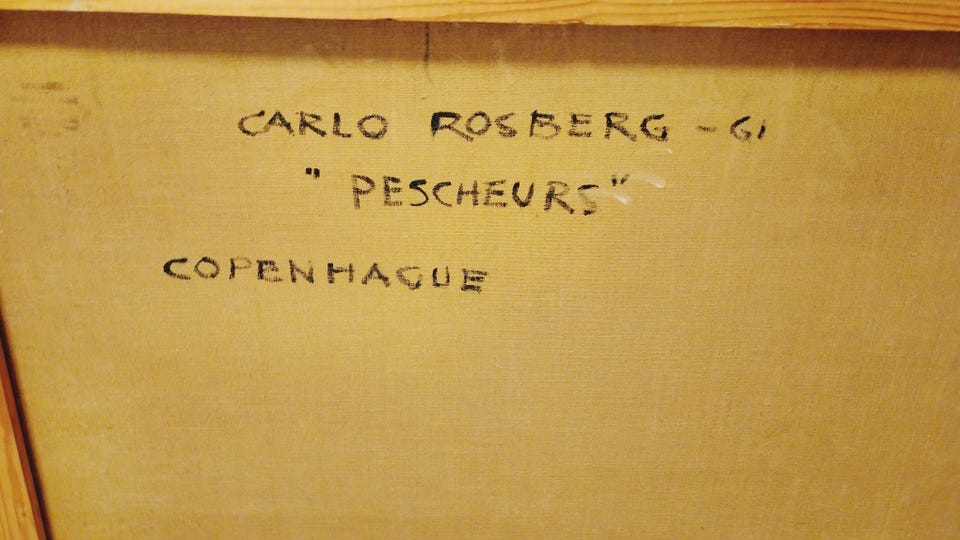 CARLO ROSBERG - 61
" PESCHEURS"
COPENHAGUE